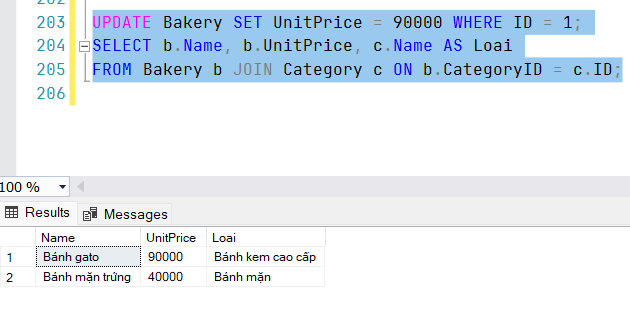 202
203 UPDATE Bakery SET UnitPrice = 90000 WHERE ID = 1;
204 SELECT b.Name, b.UnitPrice, c.Name AS Loai
205 FROM Bakery b JOIN Category c ON b.CategoryID = c.ID;
206
100 %
Results Messages
Name UnitPrice Loai
1 Bánh gato 90000 Bánh kem cao cấp
2 Bánh mặn trứng 40000 Bánh mặn